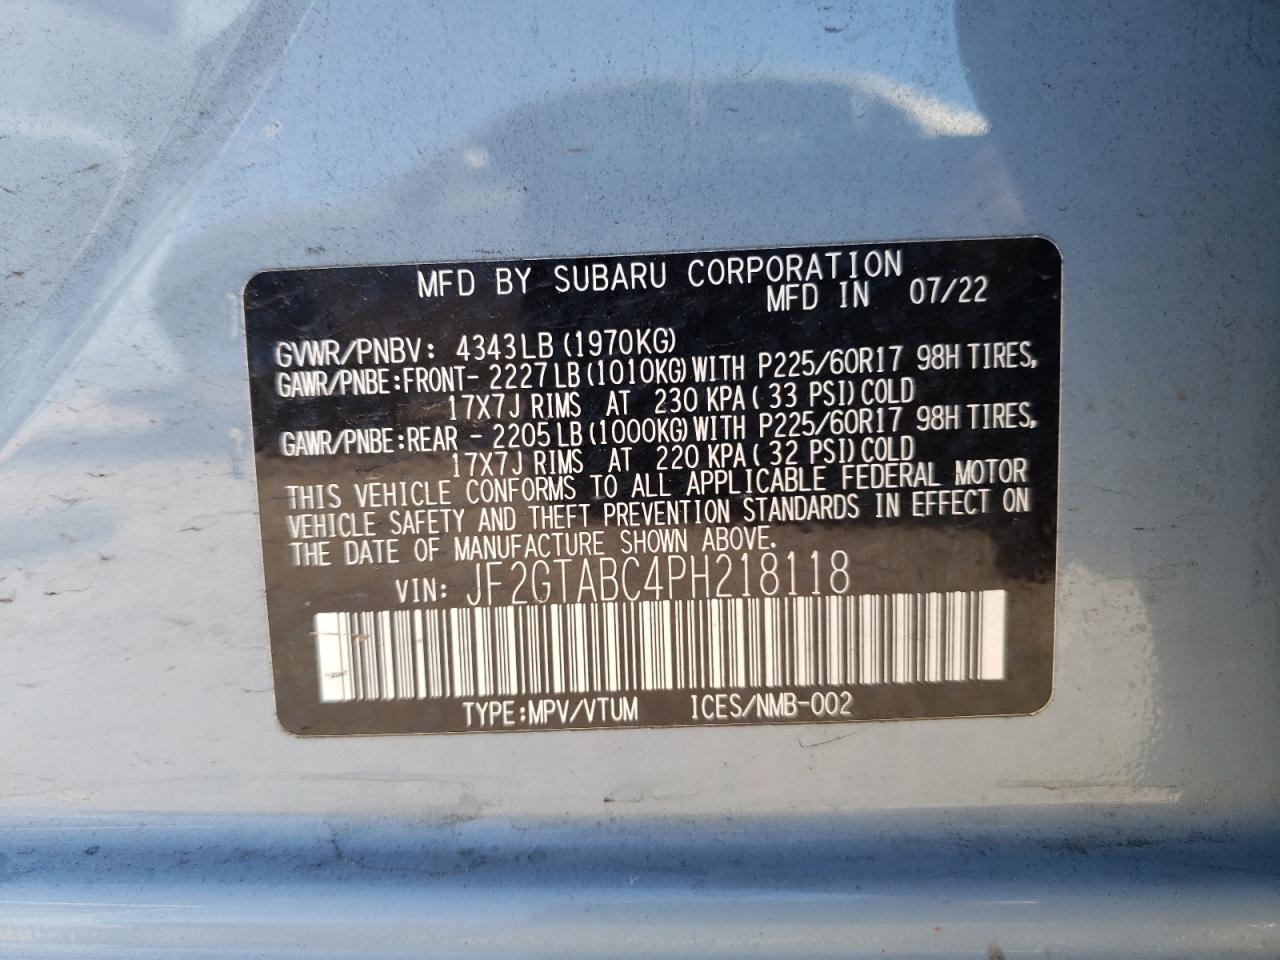 MFD BY SUBARU CORPORATION
MFD IN 07/22
GVWR/PNBV: 4343LB(1970KG)
GAWR/PNBE:FRONT- 2227LB(1010KG)WITH P225/60R17 98H TIRES,
17X7J RIMS AT 230 KPA( 33 PSI)COLD
GAWR/PNBE:REAR - 2205LB(1000KG)WITH P225/60R17 98H TIRES,
17X7J RIMS AT 220 KPA( 32 PSI)COLD
THIS VEHICLE CONFORMS TO ALL APPLICABLE FEDERAL MOTOR
VEHICLE SAFETY AND THEFT PREVENTION STANDARDS IN EFFECT ON
THE DATE OF MANUFACTURE SHOWN ABOVE.
VIN: JF2GTABC4PH218118
TYPE:MPV/VTUM ICES/NMB-002